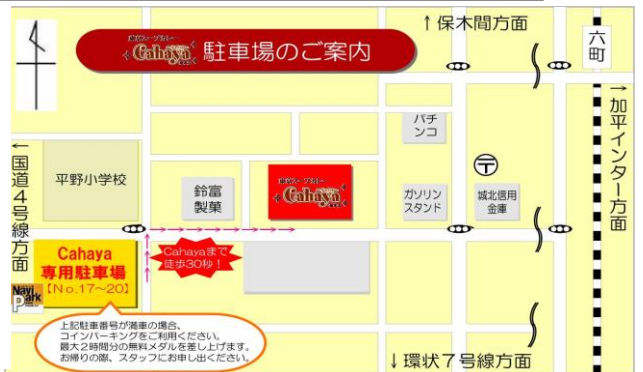 ↑保木間方面
六町
Cahaya 駐車場のご案内
→加平インター方面
パチンコ
←国道4号線方面
平野小学校
鈴富
製菓
Cahaya
ガソリン
スタンド
〒
城北信用
金庫
Cahaya
専用駐車場
【No.17～20】
Cahayaまで
徒歩30秒!
Navi
Park
上記駐車番号が満車の場合、
コインパーキングをご利用ください。
最大2時間分の無料メダルを差し上げます。
お帰りの際、スタッフにお申し出ください。
↓環状7号線方面